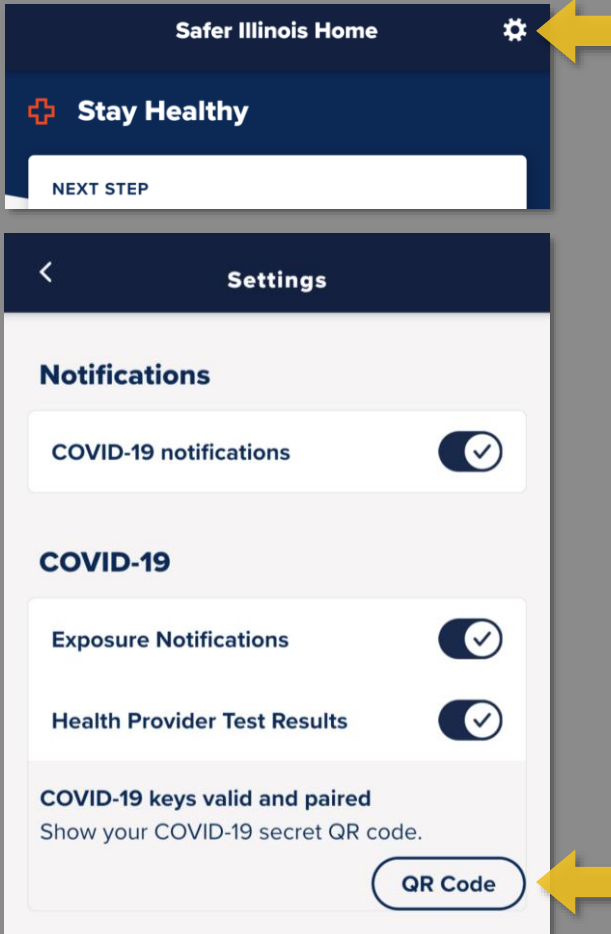 Safer Illinois Home
Stay Healthy
NEXT STEP
Settings
Notifications
COVID-19 notifications
COVID-19
Exposure Notifications
Health Provider Test Results
COVID-19 keys valid and paired
Show your COVID-19 secret QR code.
QR Code